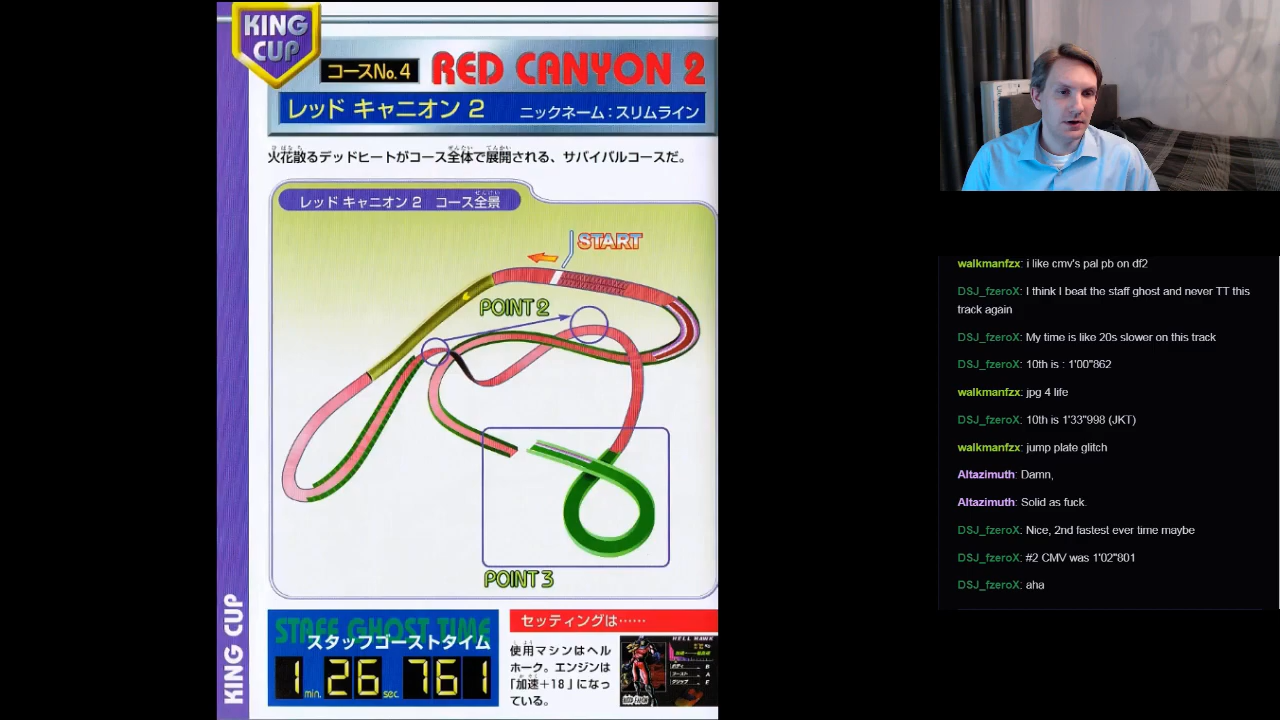 KING
CUP
コースNo.4
RED CANYON 2
レッド キャニオン 2
ニックネーム：スリムライン
火花散るデッドヒートがコース全体で展開される、サバイバルコースだ。
レッド キャニオン 2 コース全景
START
POINT 2
POINT 3
KING CUP
STAFF GHOST TIME
スタッフゴーストタイム
1 min. 26 sec. 761
セッティングは……
使用マシンはヘル
ホーク。エンジンは
「加速+18」になっ
ている。
HELL HAWK
walkmanfzx: i like cmv's pal pb on df2
DSJ_fzeroX: I think I beat the staff ghost and never TT this
track again
DSJ_fzeroX: My time is like 20s slower on this track
DSJ_fzeroX: 10th is : 1'00"862
walkmanfzx: jpg 4 life
DSJ_fzeroX: 10th is 1'33"998 (JKT)
walkmanfzx: jump plate glitch
Altazimuth: Damn,
Altazimuth: Solid as fuck.
DSJ_fzeroX: Nice, 2nd fastest ever time maybe
DSJ_fzeroX: #2 CMV was 1'02"801
DSJ_fzeroX: aha